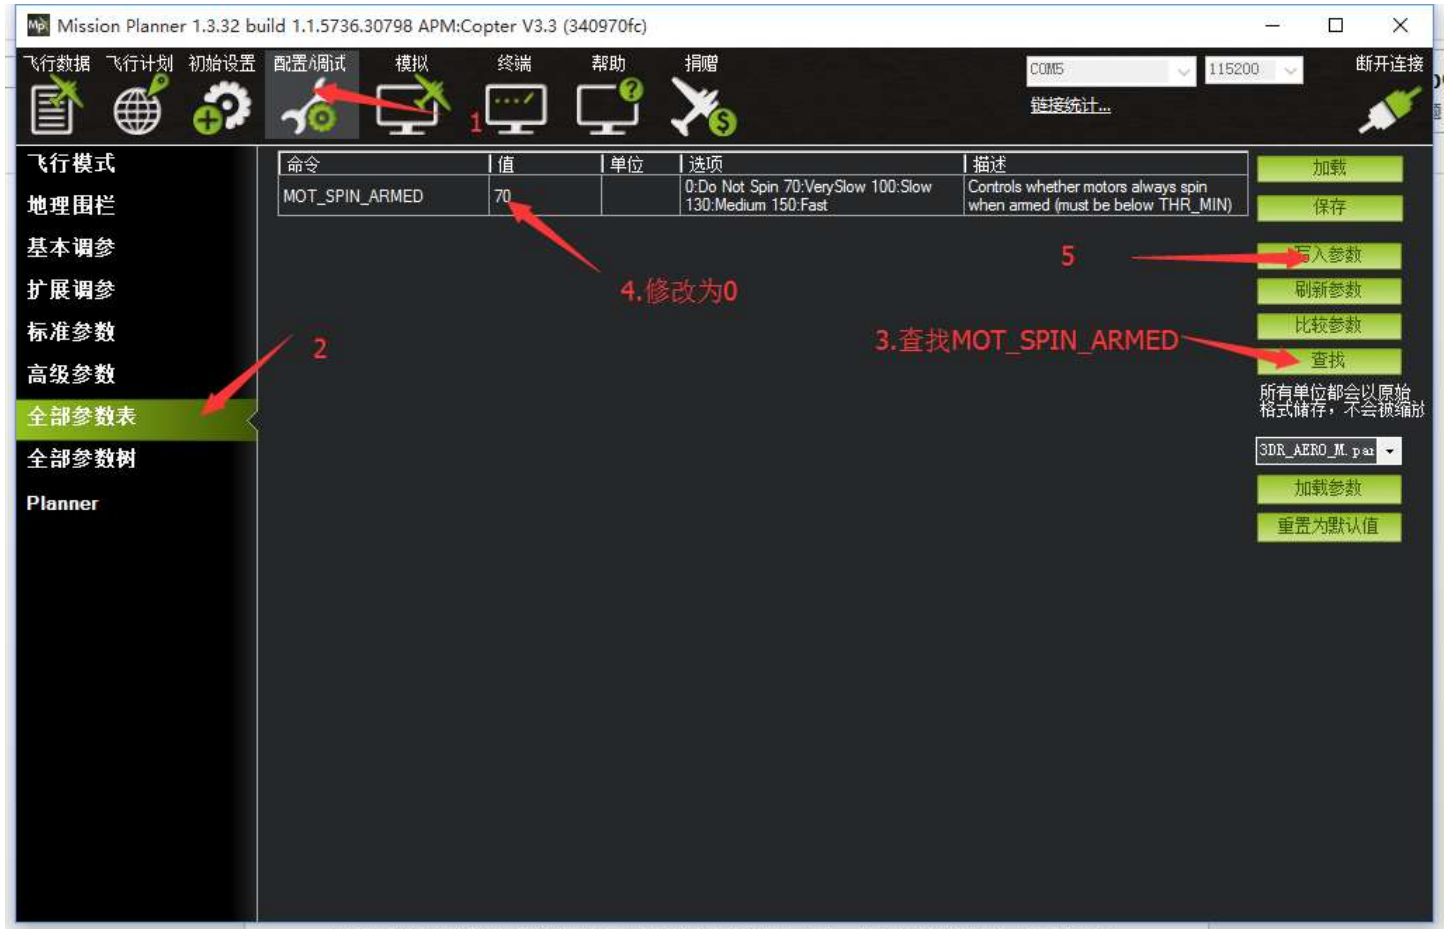 Mission Planner 1.3.32 build 1.1.5736.30798 APM:Copter V3.3 (340970fc)
飞行数据 飞行计划 初始设置 配置/调试 模拟 终端 帮助 捐赠
COM5 115200 断开连接
链接统计...
1
飞行模式
地理围栏
基本调参
扩展调参
标准参数
高级参数
全部参数表
全部参数树
Planner
命令 值 单位 选项 描述
MOT_SPIN_ARMED 70 0:Do Not Spin 70:VerySlow 100:Slow 130:Medium 150:Fast Controls whether motors always spin when armed (must be below THR_MIN)
2
4.修改为0
5
3.查找MOT_SPIN_ARMED
加载
保存
写入参数
刷新参数
比较参数
查找
所有单位都会以原始
格式储存，不会被缩放
3DR_AERO_M.par
加载参数
重置为默认值